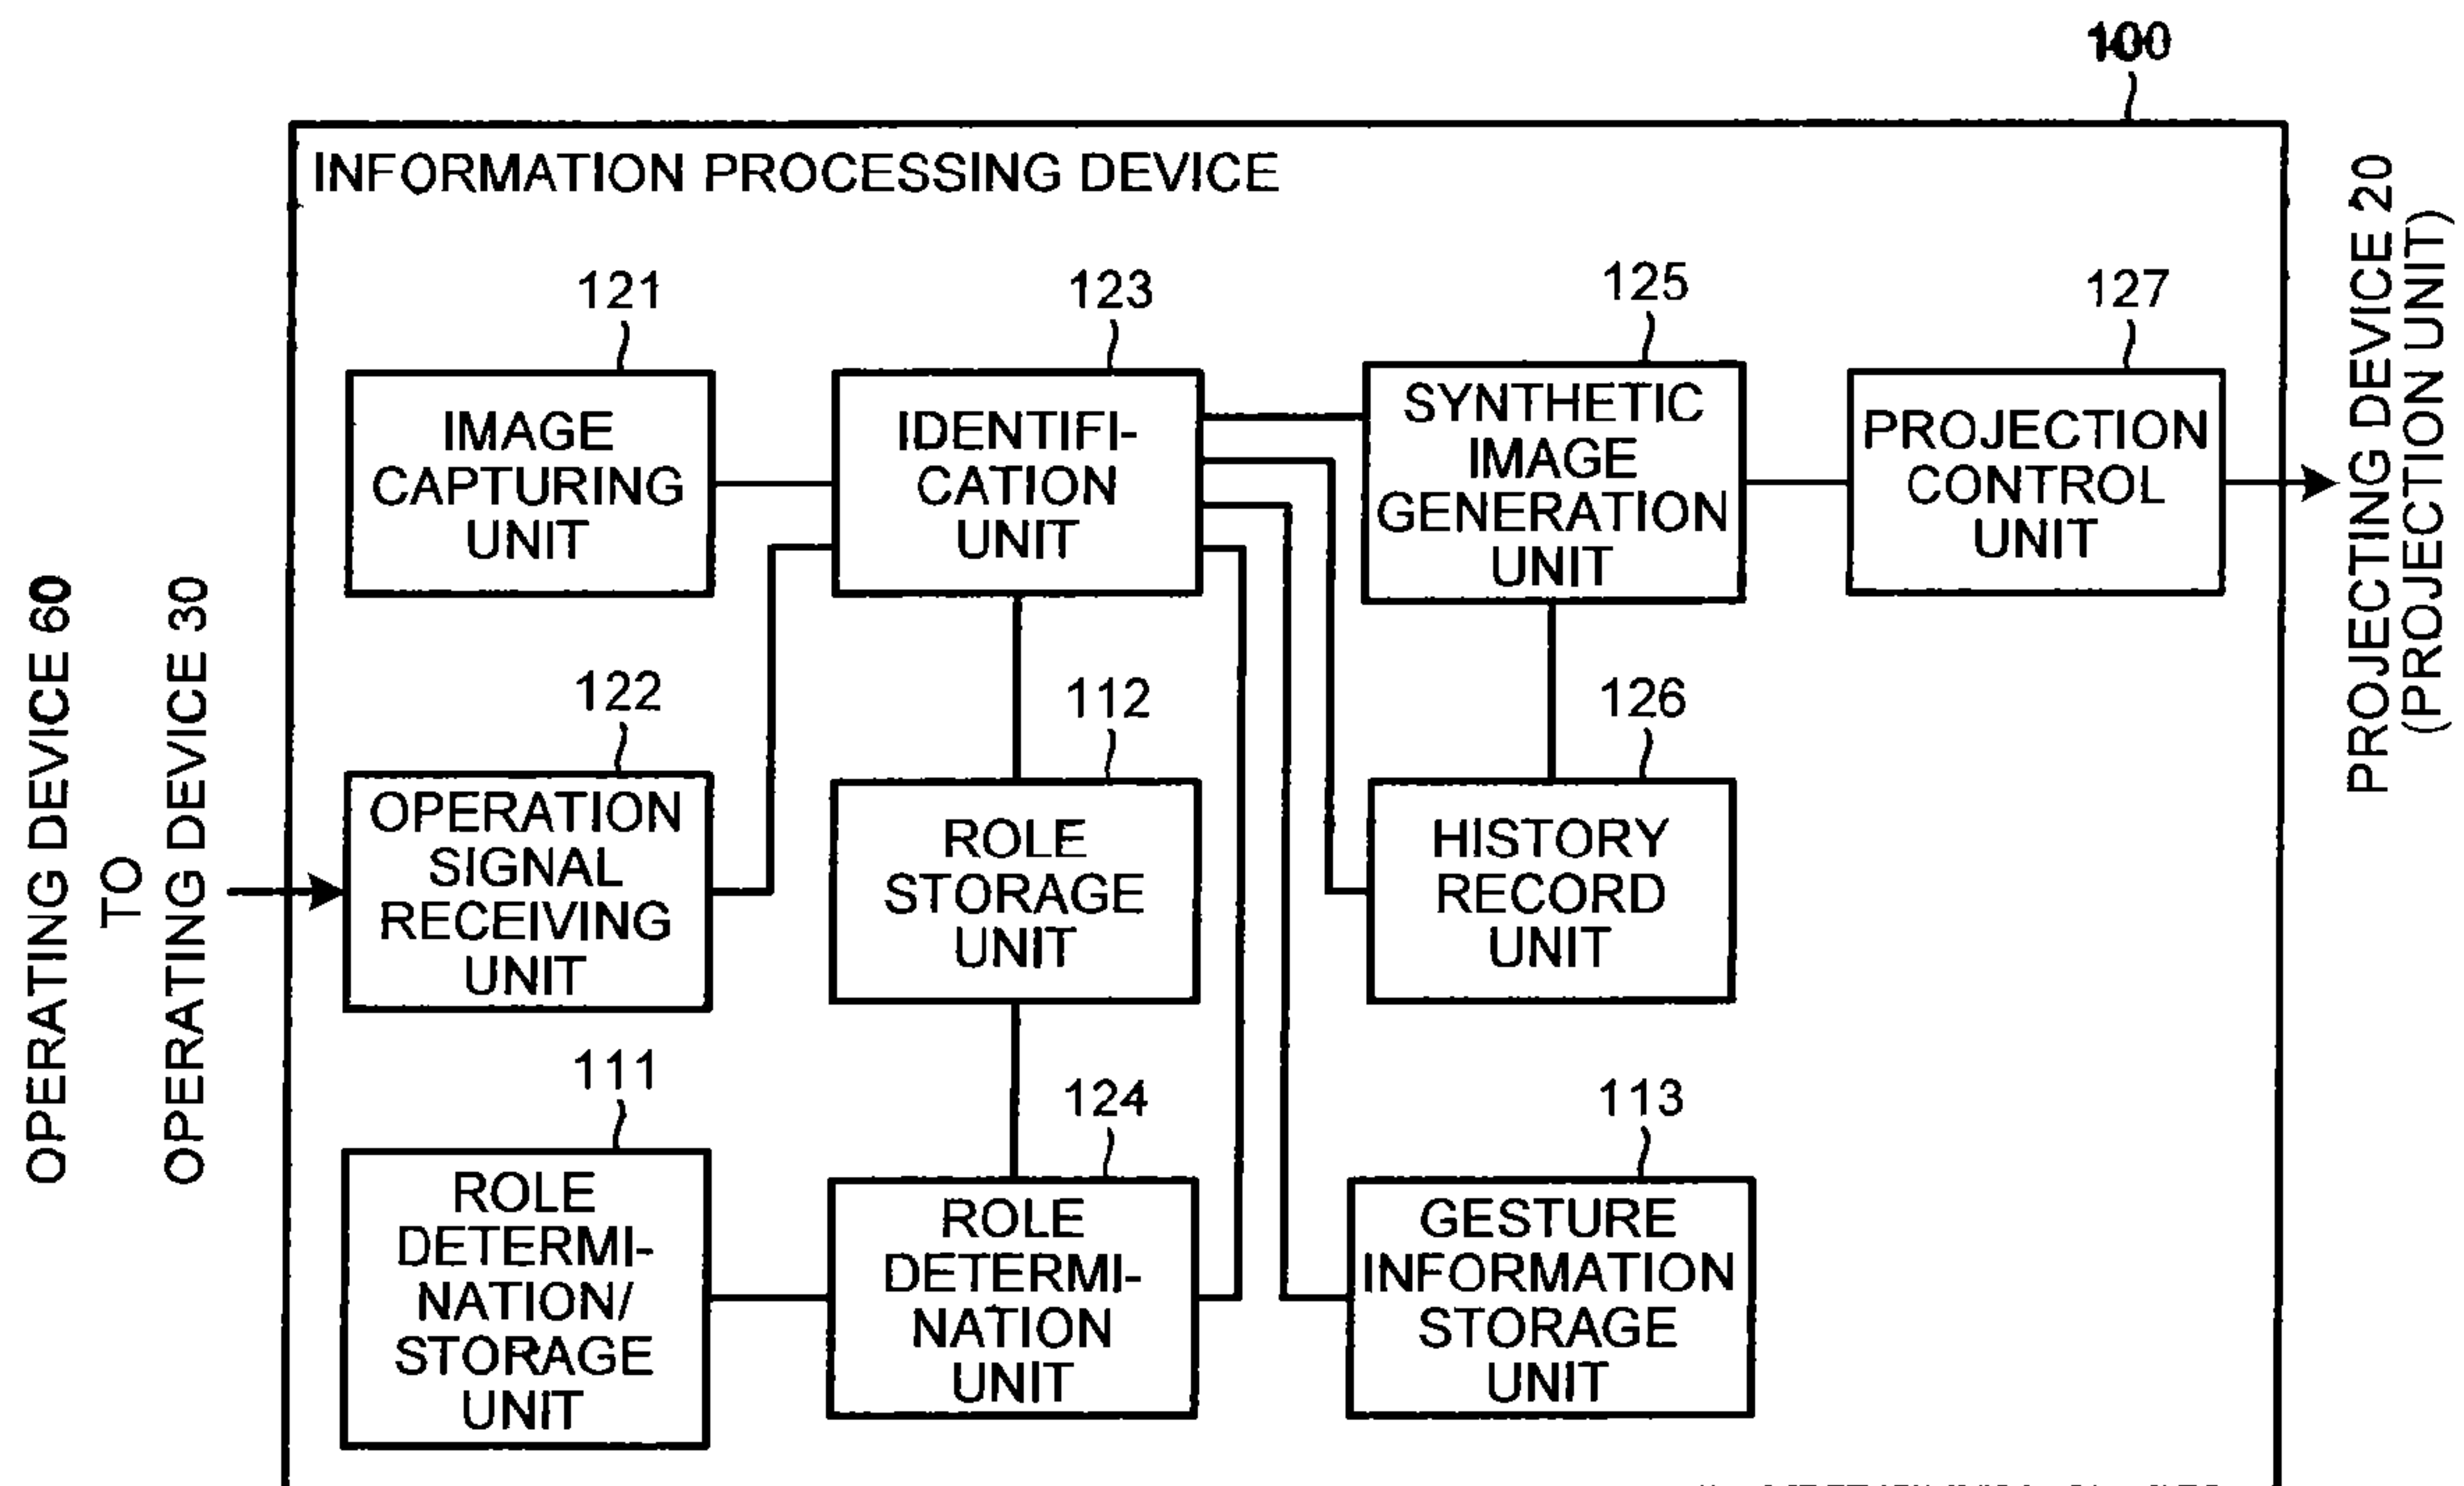 100
INFORMATION PROCESSING DEVICE
121
IMAGE
CAPTURING
UNIT
123
IDENTIFI-
CATION
UNIT
125
SYNTHETIC
IMAGE
GENERATION
UNIT
127
PROJECTION
CONTROL
UNIT
PROJECTING DEVICE 20
(PROJECTION UNIT)
OPERATING DEVICE 60
TO
OPERATING DEVICE 30
122
OPERATION
SIGNAL
RECEIVING
UNIT
112
ROLE
STORAGE
UNIT
126
HISTORY
RECORD
UNIT
111
ROLE
DETERMI-
NATION/
STORAGE
UNIT
124
ROLE
DETERMI-
NATION
UNIT
113
GESTURE
INFORMATION
STORAGE
UNIT